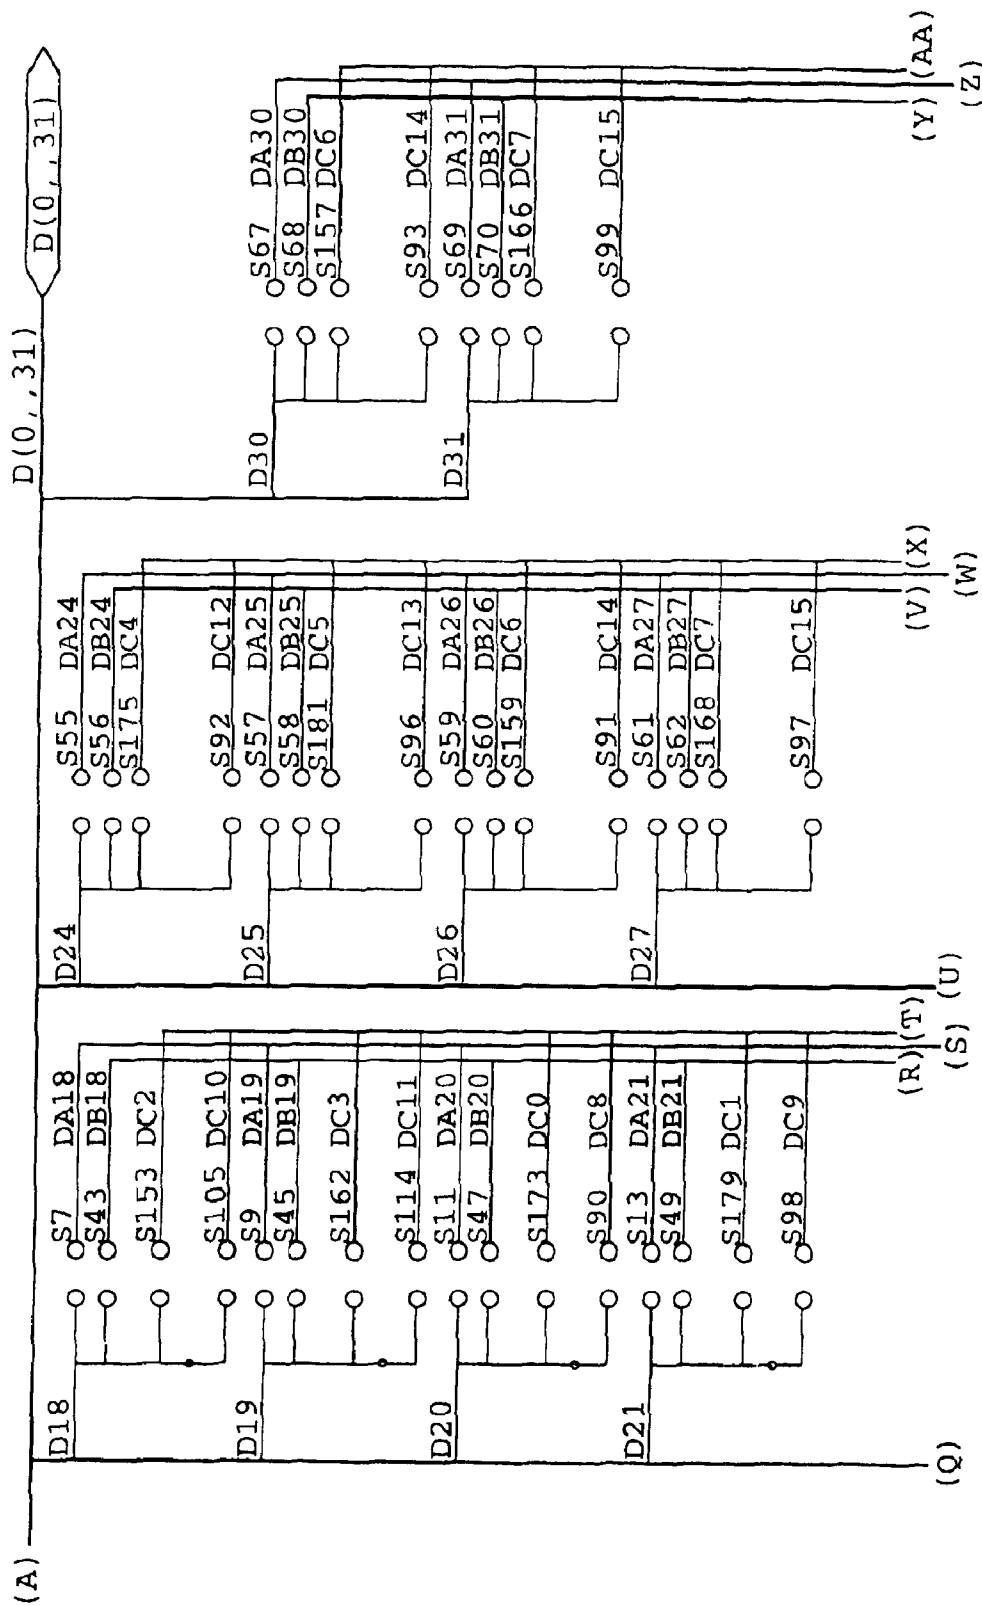 (A)
D(0,,31)
D(0,,31)
D18
S7 DA18
S43 DB18
S153 DC2
S105 DC10
D19
S9 DA19
S45 DB19
S162 DC3
S114 DC11
D20
S11 DA20
S47 DB20
S173 DC0
S90 DC8
D21
S13 DA21
S49 DB21
S179 DC1
S98 DC9
(Q)
(R)
(S)
(T)
D24
S55 DA24
S56 DB24
S175 DC4
S92 DC12
D25
S57 DA25
S58 DB25
S181 DC5
S96 DC13
D26
S59 DA26
S60 DB26
S159 DC6
S91 DC14
D27
S61 DA27
S62 DB27
S168 DC7
S97 DC15
(U)
(V)
(W)
(X)
D30
S67 DA30
S68 DB30
S157 DC6
S93 DC14
D31
S69 DA31
S70 DB31
S166 DC7
S99 DC15
(Y)
(Z)
(AA)